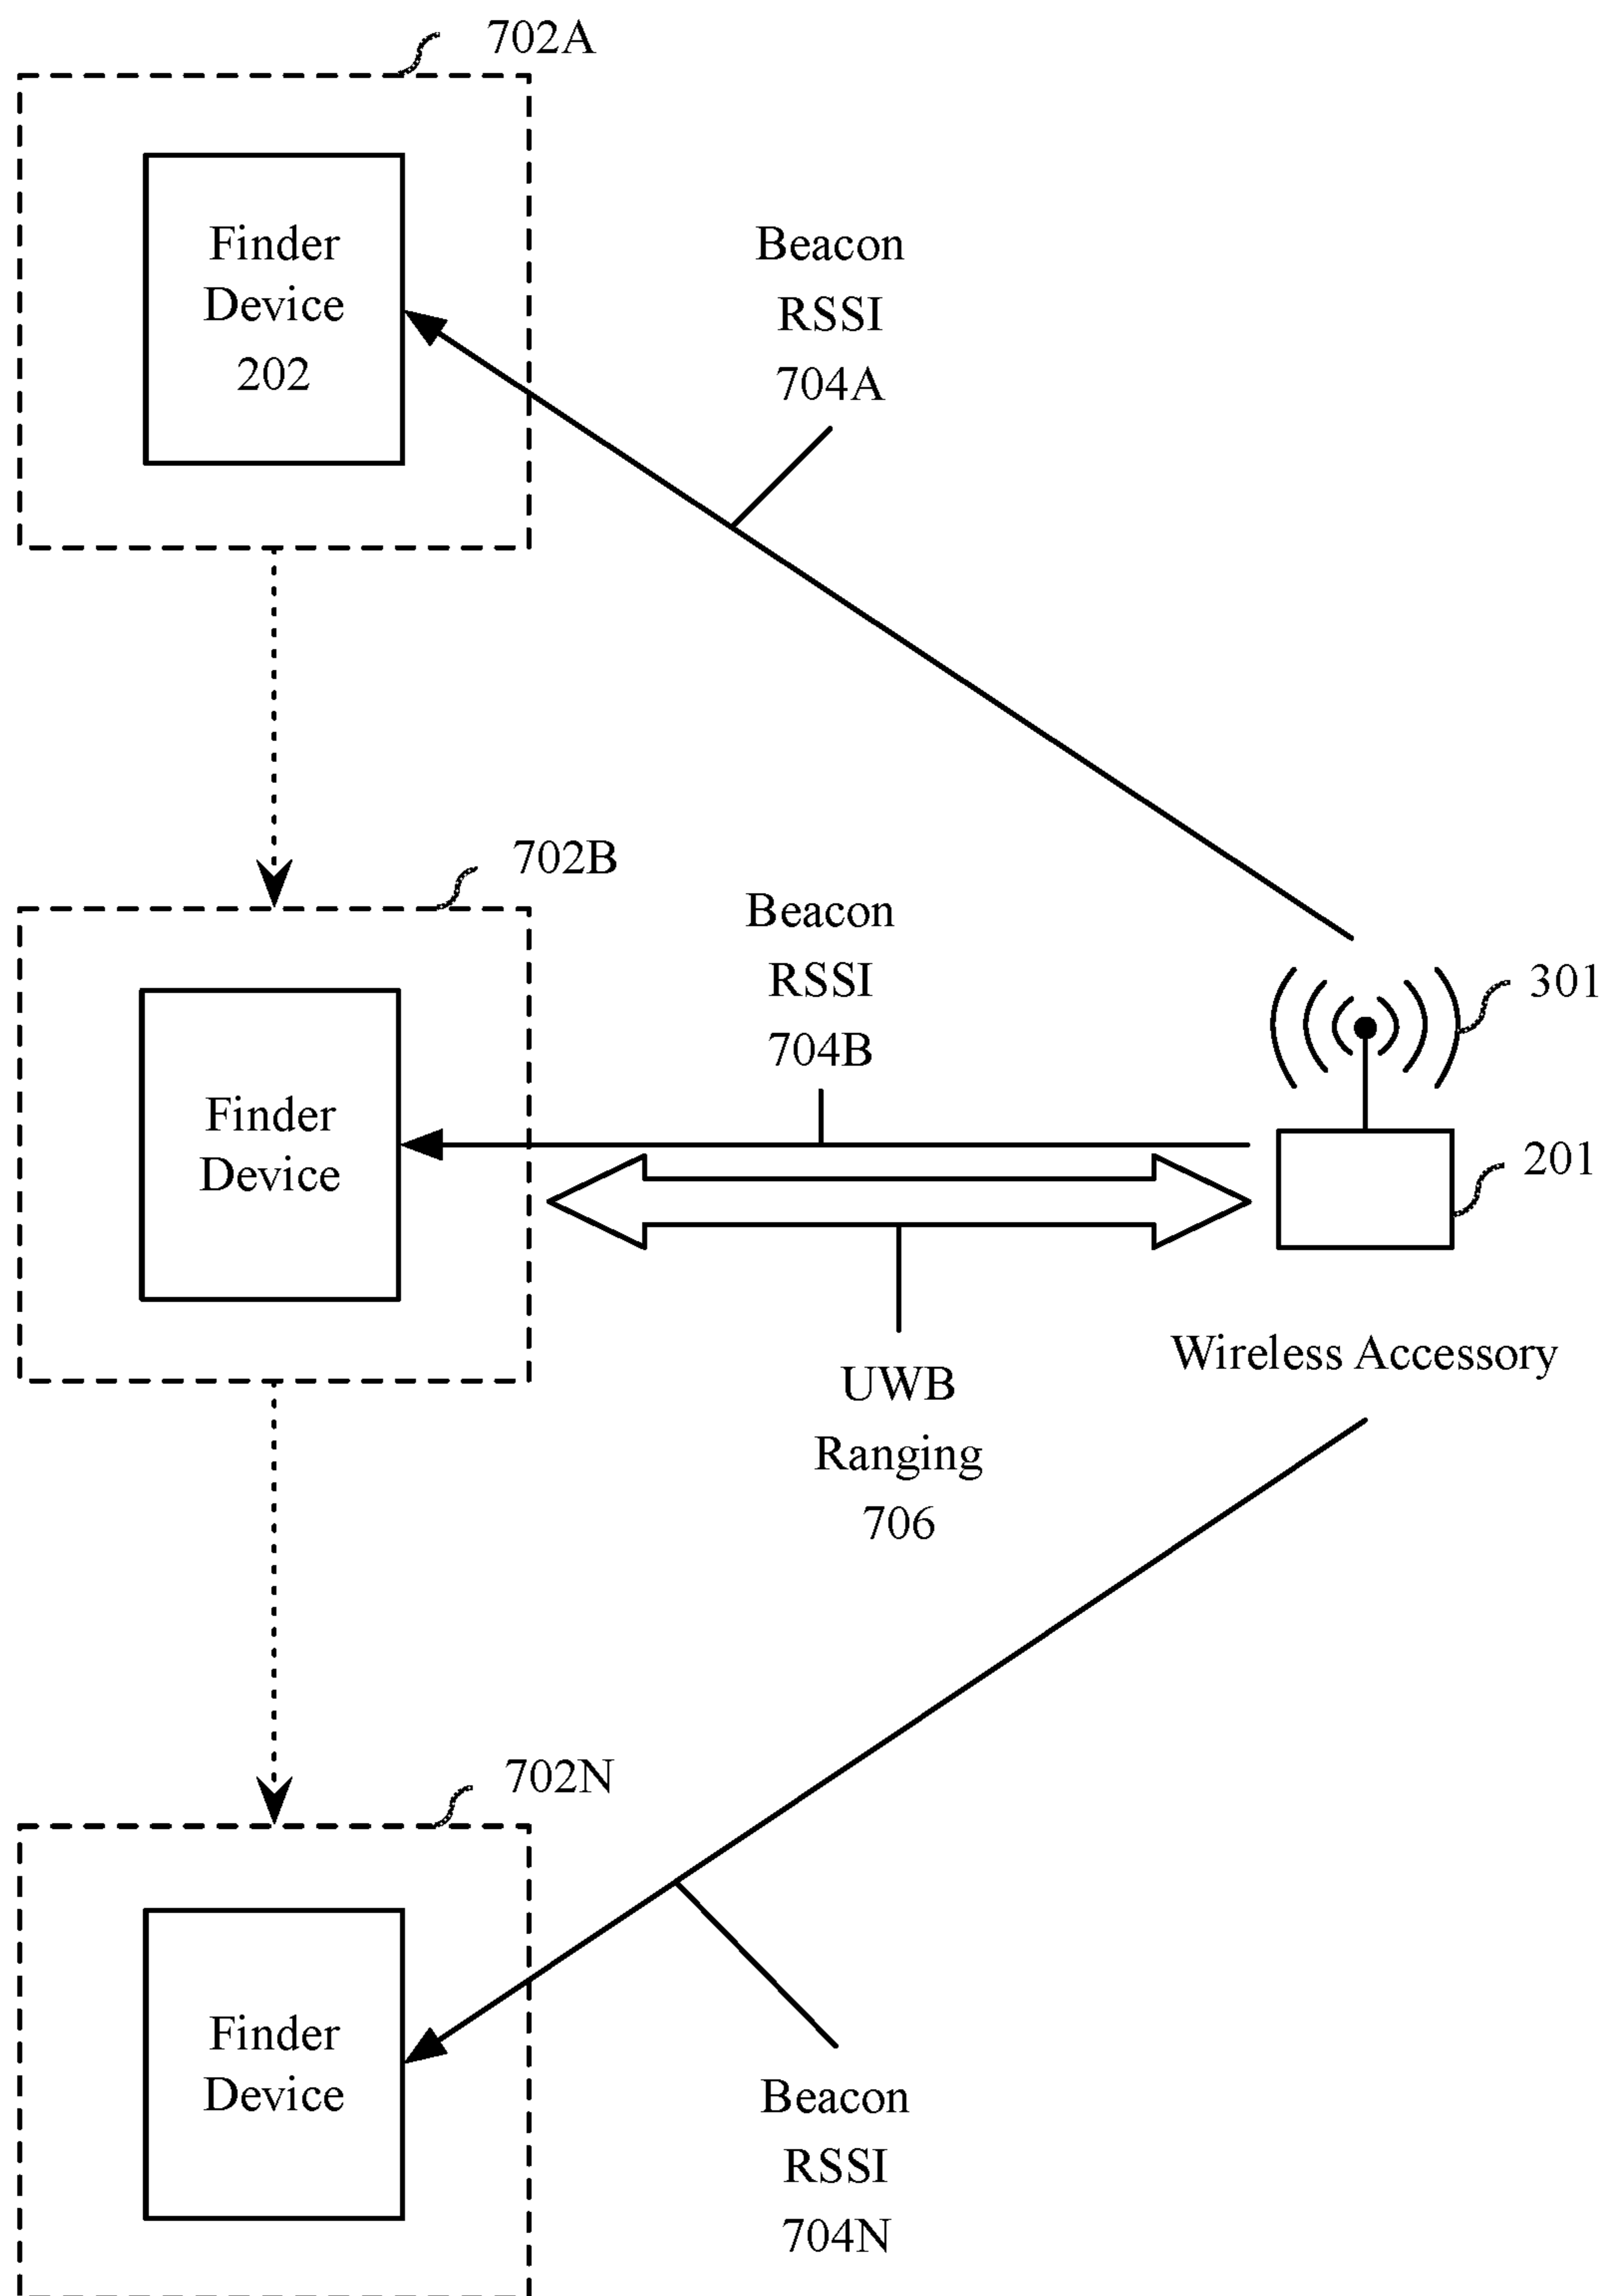 702A
Finder
Device
202
Beacon
RSSI
704A
702B
Finder
Device
Beacon
RSSI
704B
301
201
Wireless Accessory
UWB
Ranging
706
702N
Finder
Device
Beacon
RSSI
704N